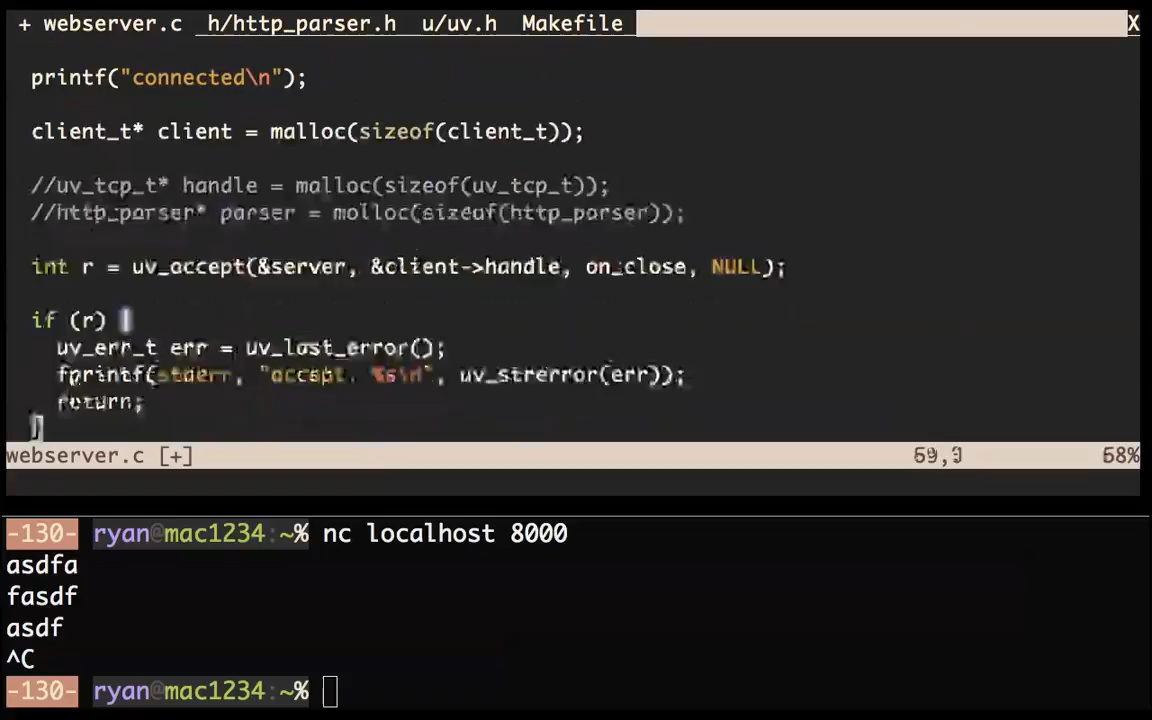 + webserver.c  h/http_parser.h  u/uv.h  Makefile X
printf("connected\n");
client_t* client = malloc(sizeof(client_t));
//uv_tcp_t* handle = malloc(sizeof(uv_tcp_t));
//http_parser* parser = malloc(sizeof(http_parser));
int r = uv_accept(&server, &client->handle, on_close, NULL);
if (r) {
uv_err_t err = uv_last_error();
fprintf(stderr, "accept: %s\n", uv_strerror(err));
return;
}
webserver.c [+] 58%
-130- ryan@mac1234:~% nc localhost 8000
asdfa
fasdf
asdf
^C
-130- ryan@mac1234:~%